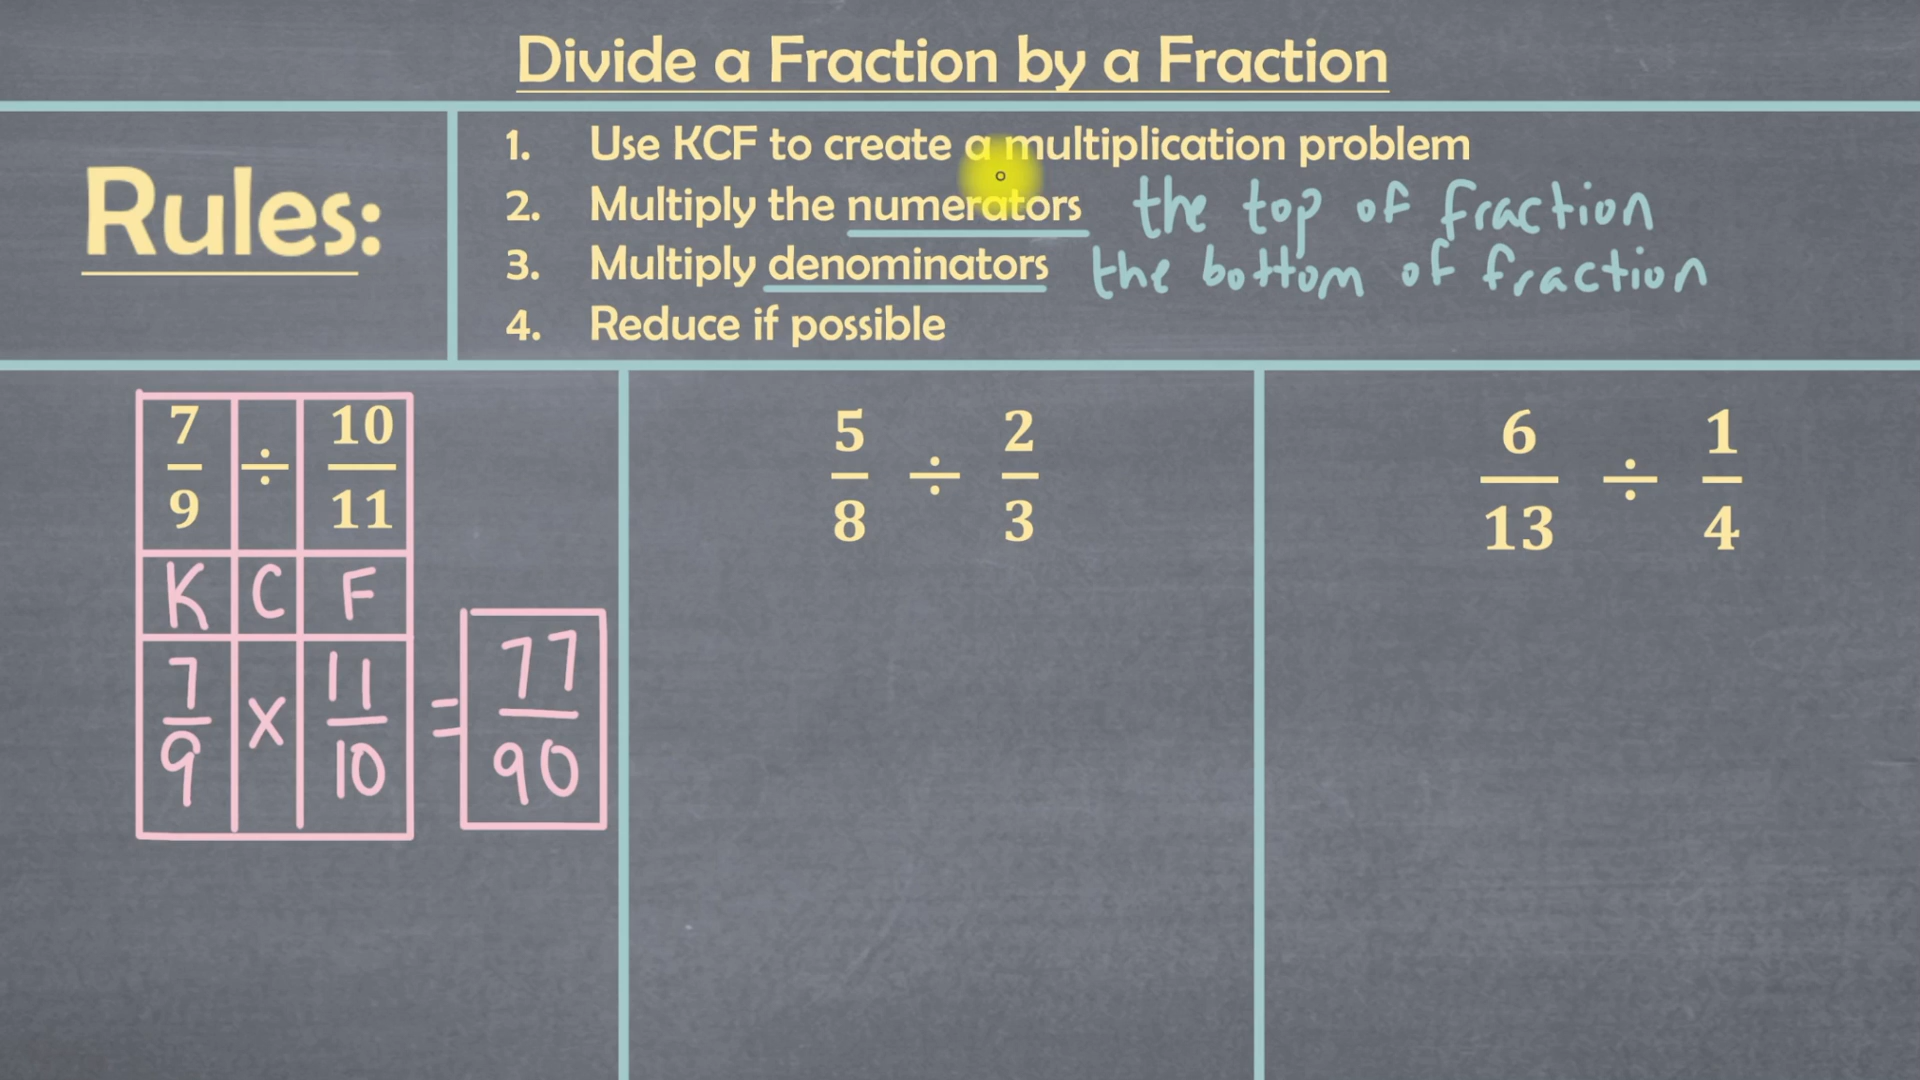 Divide a Fraction by a Fraction
Rules:
1. Use KCF to create a multiplication problem
2. Multiply the numerators the top of fraction
3. Multiply denominators the bottom of fraction
4. Reduce if possible
7/9 ÷ 10/11
K C F
7/9 x 11/10 = 77/90
5/8 ÷ 2/3
6/13 ÷ 1/4